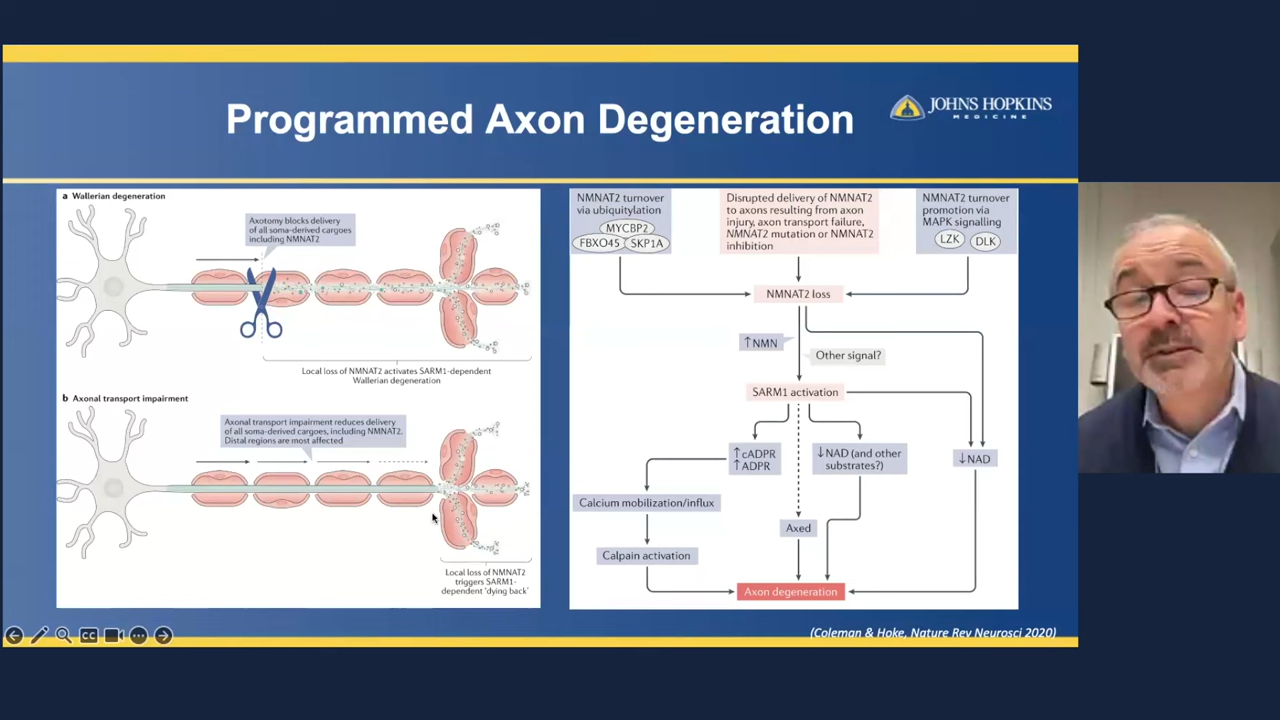 Programmed Axon Degeneration
JOHNS HOPKINS
MEDICINE
a Wallerian degeneration
Axotomy blocks delivery
of all soma-derived cargoes
including NMNAT2
Local loss of NMNAT2 activates SARM1-dependent
Wallerian degeneration
b Axonal transport impairment
Axonal transport impairment reduces delivery
of all soma-derived cargoes, including NMNAT2.
Distal regions are most affected
Local loss of NMNAT2
triggers SARM1-
dependent 'dying back'
NMNAT2 turnover
via ubiquitylation
MYCBP2
FBXO45 SKP1A
Disrupted delivery of NMNAT2
to axons resulting from axon
injury, axon transport failure,
NMNAT2 mutation or NMNAT2
inhibition
NMNAT2 turnover
promotion via
MAPK signalling
LZK DLK
NMNAT2 loss
↑NMN
Other signal?
SARM1 activation
↑cADPR
↑ADPR
↓NAD (and other
substrates?)
↓NAD
Calcium mobilization/influx
Axed
Calpain activation
Axon degeneration
CC
(Coleman & Hoke, Nature Rev Neurosci 2020)